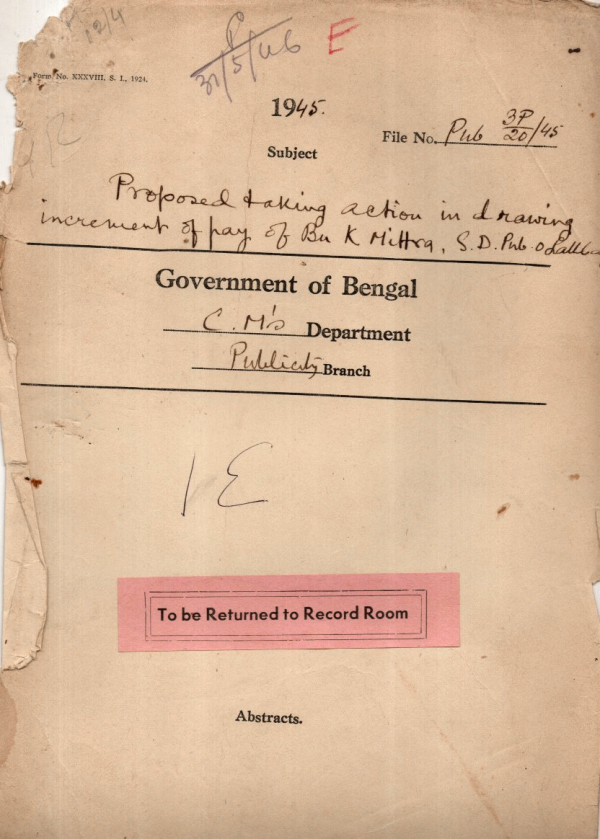 12/4
P
31/5/46 E
Form No. XXXVIII, S. I., 1924.
1945.
File No. Pub 3P/20/45
Subject
Proposed taking action in drawing
increment of pay of Bu K Mittra, S. D. Pub. O
Government of Bengal
C. M's Department
Publicity Branch
1 E
To be Returned to Record Room
Abstracts.